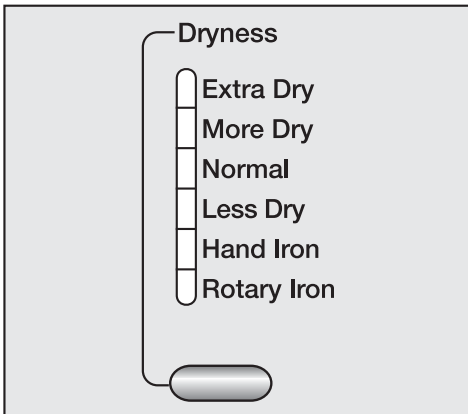 Dryness
Extra Dry
More Dry
Normal
Less Dry
Hand Iron
Rotary Iron